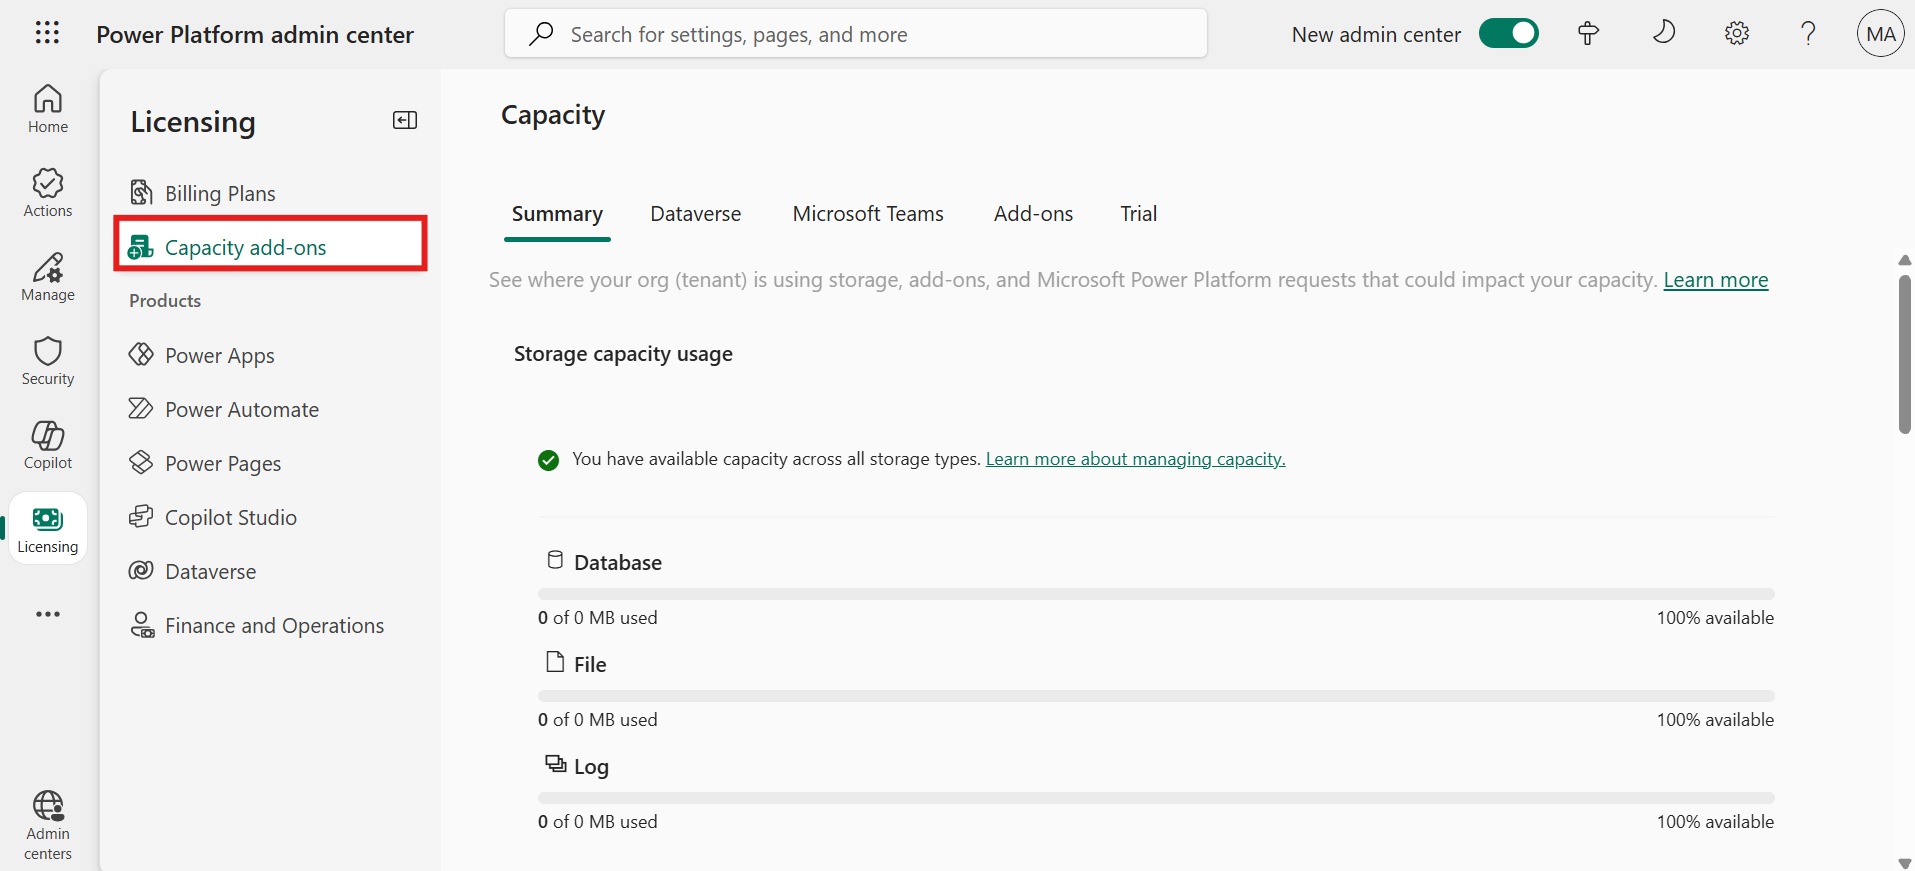 Power Platform admin center
Search for settings, pages, and more
New admin center
MA
Home
Actions
Manage
Security
Copilot
Licensing
Admin
centers
Licensing
Billing Plans
Capacity add-ons
Products
Power Apps
Power Automate
Power Pages
Copilot Studio
Dataverse
Finance and Operations
Capacity
Summary Dataverse Microsoft Teams Add-ons Trial
See where your org (tenant) is using storage, add-ons, and Microsoft Power Platform requests that could impact your capacity. Learn more
Storage capacity usage
You have available capacity across all storage types. Learn more about managing capacity.
Database
0 of 0 MB used 100% available
File
0 of 0 MB used 100% available
Log
0 of 0 MB used 100% available